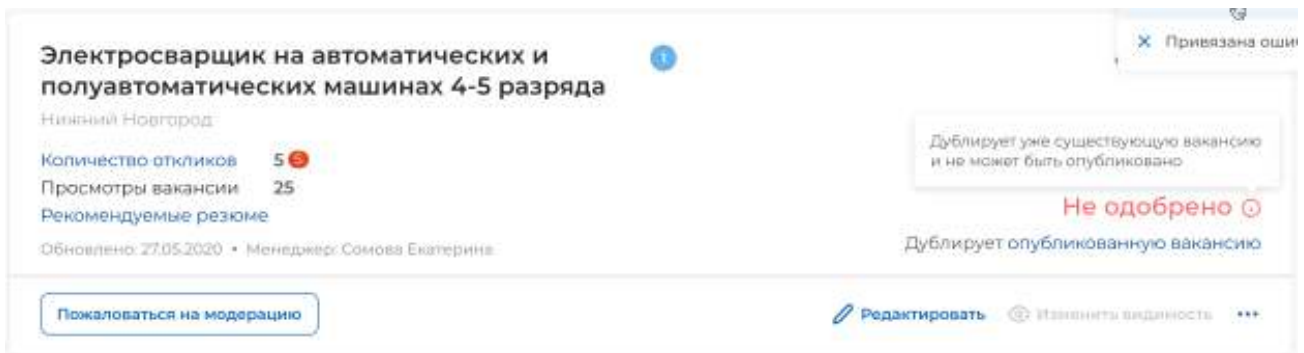 Привязана
Электросварщик на автоматических и
1
полуавтоматических машинах 4-5 разряда
Нижний Новгород
Дублирует уже существующую вакансию
и не может быть опубликовано
Количество откликов 5 5
Просмотры вакансии 25
Рекомендуемые резюме
Не одобрено
Обновлено: 27.05.2020 • Менеджер: Сомова Екатерина
Дублирует опубликованную вакансию
Пожаловаться на модерацию
Редактировать Изменить видимость ...